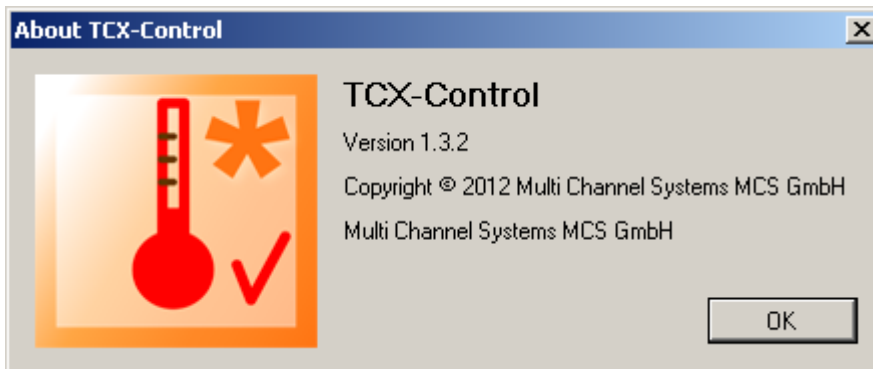 About TCX-Control
TCX-Control
Version 1.3.2
Copyright © 2012 Multi Channel Systems MCS GmbH
Multi Channel Systems MCS GmbH
OK